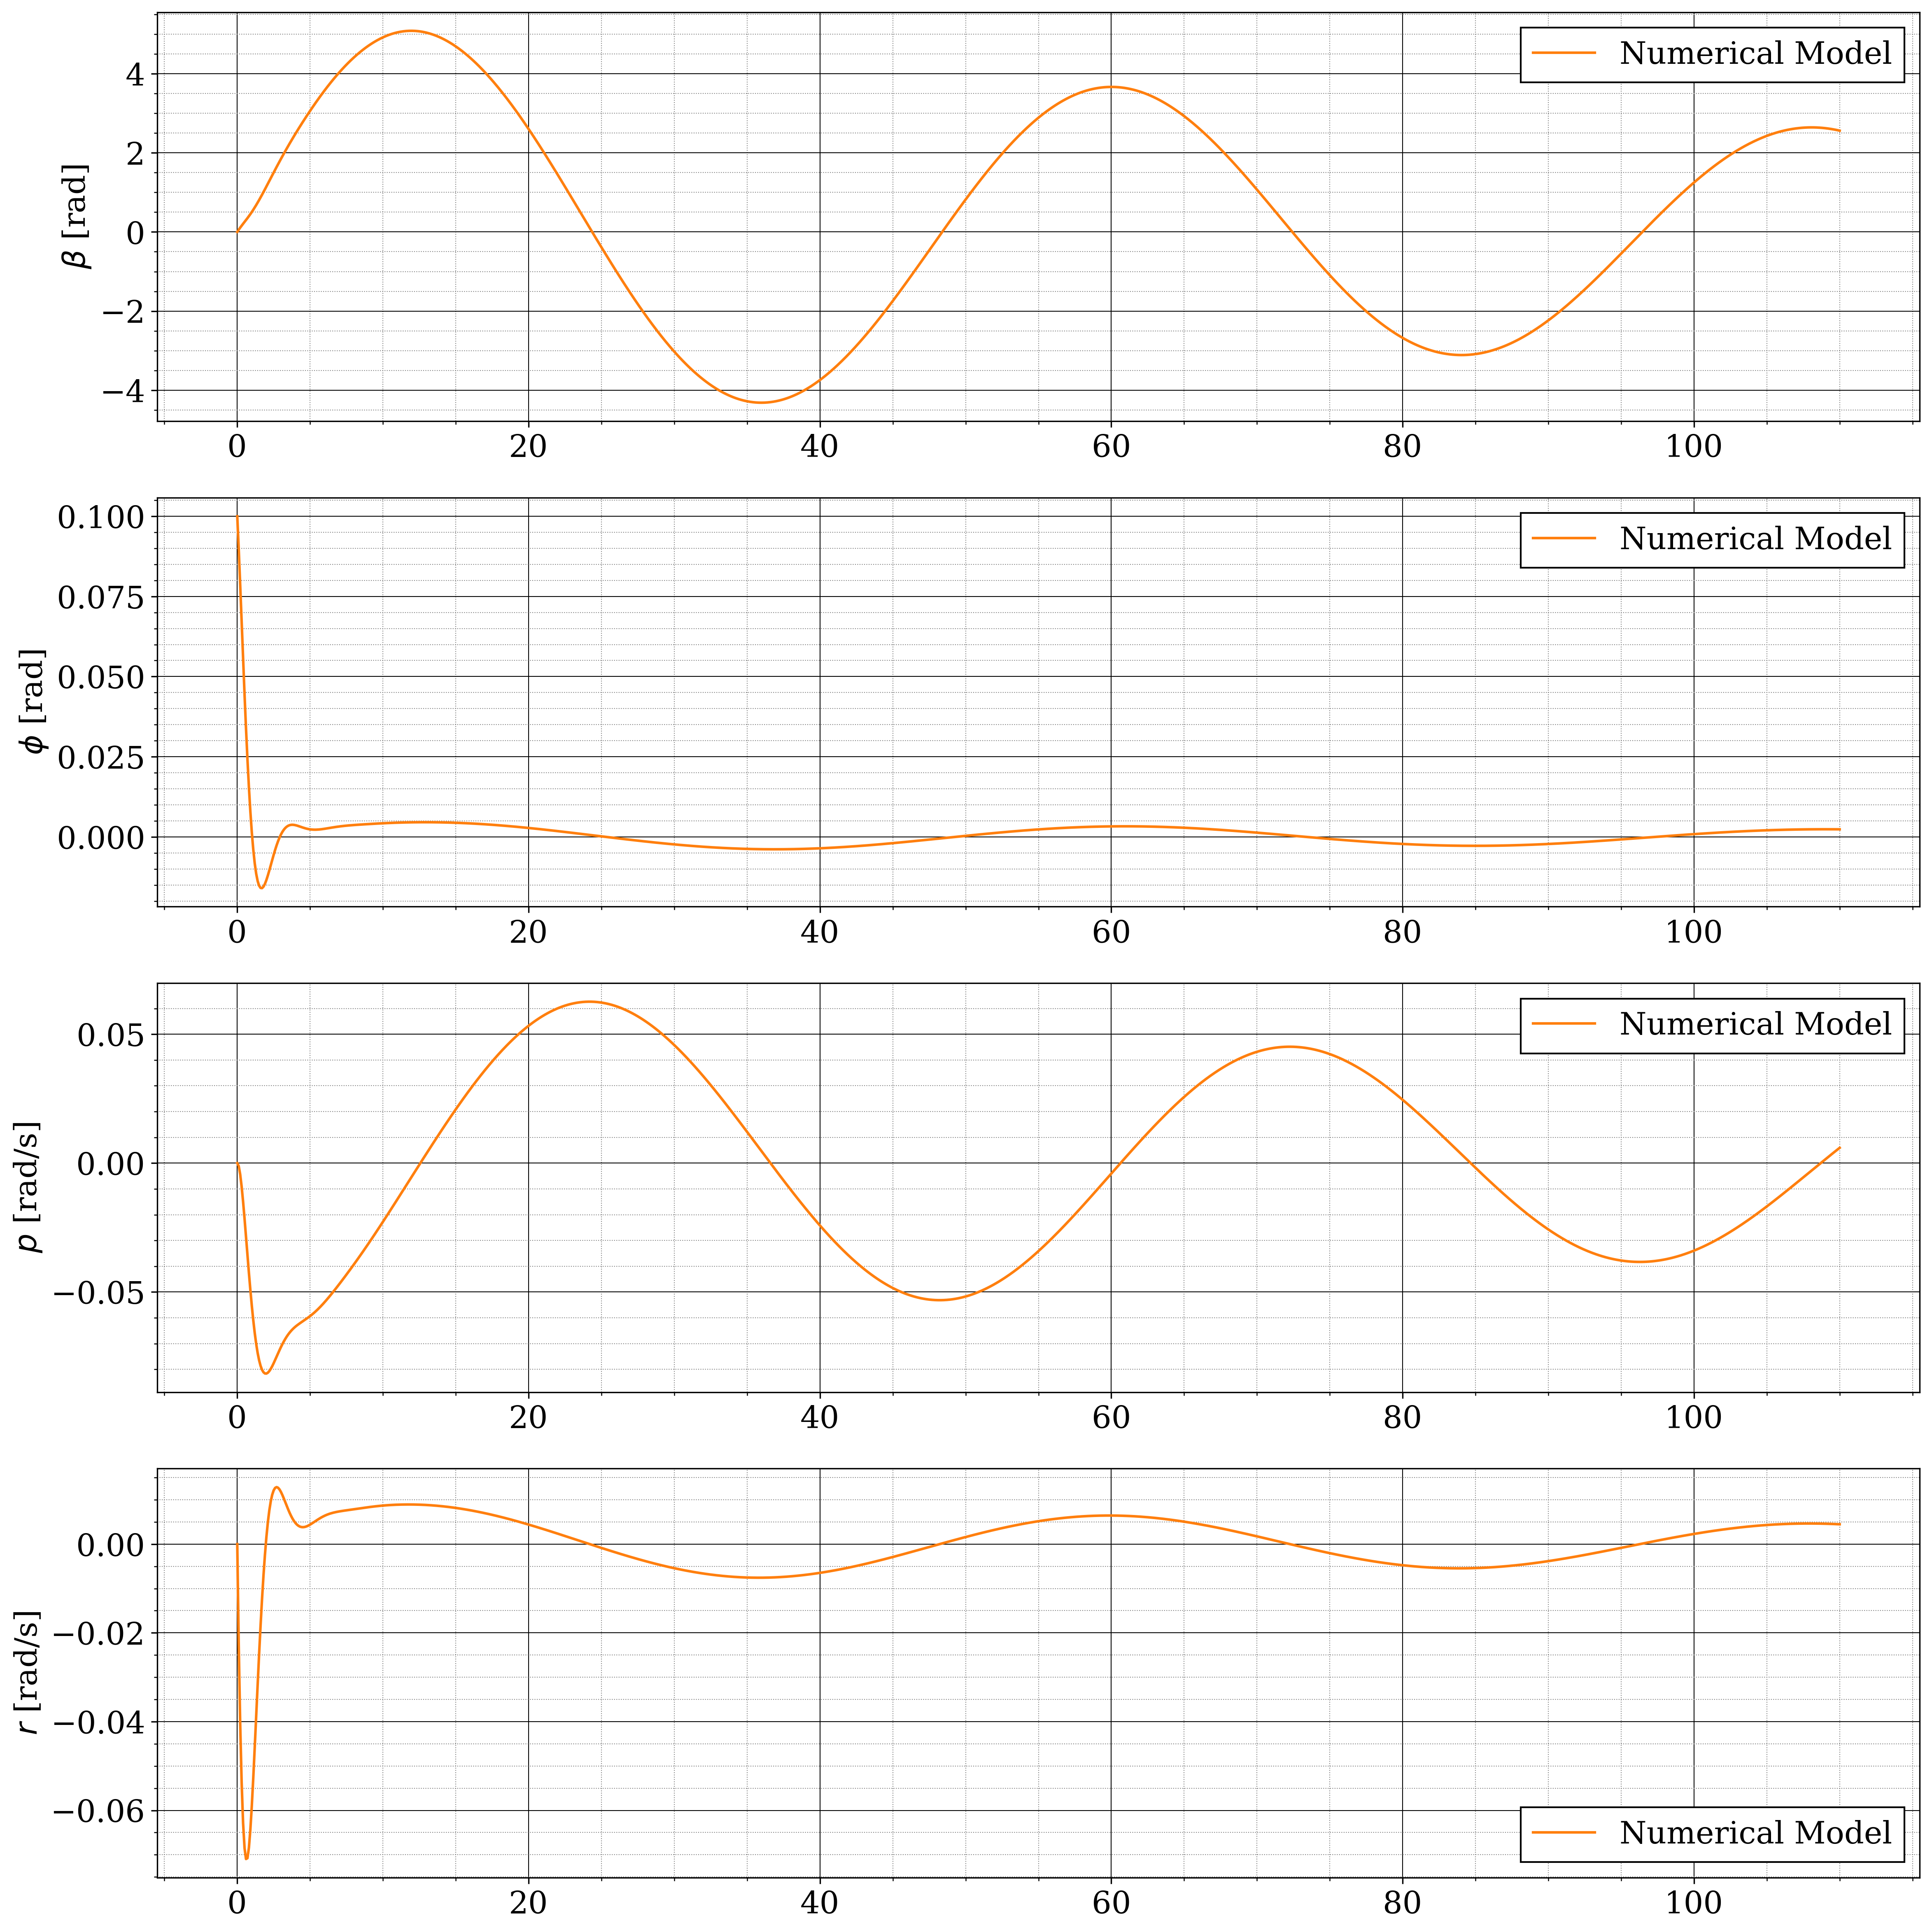 β [rad]
4
2
0
−2
−4
Numerical Model
0 20 40 60 80 100
ϕ [rad]
0.100
0.075
0.050
0.025
0.000
Numerical Model
0 20 40 60 80 100
p [rad/s]
0.05
0.00
−0.05
Numerical Model
0 20 40 60 80 100
r [rad/s]
0.00
−0.02
−0.04
−0.06
Numerical Model
0 20 40 60 80 100